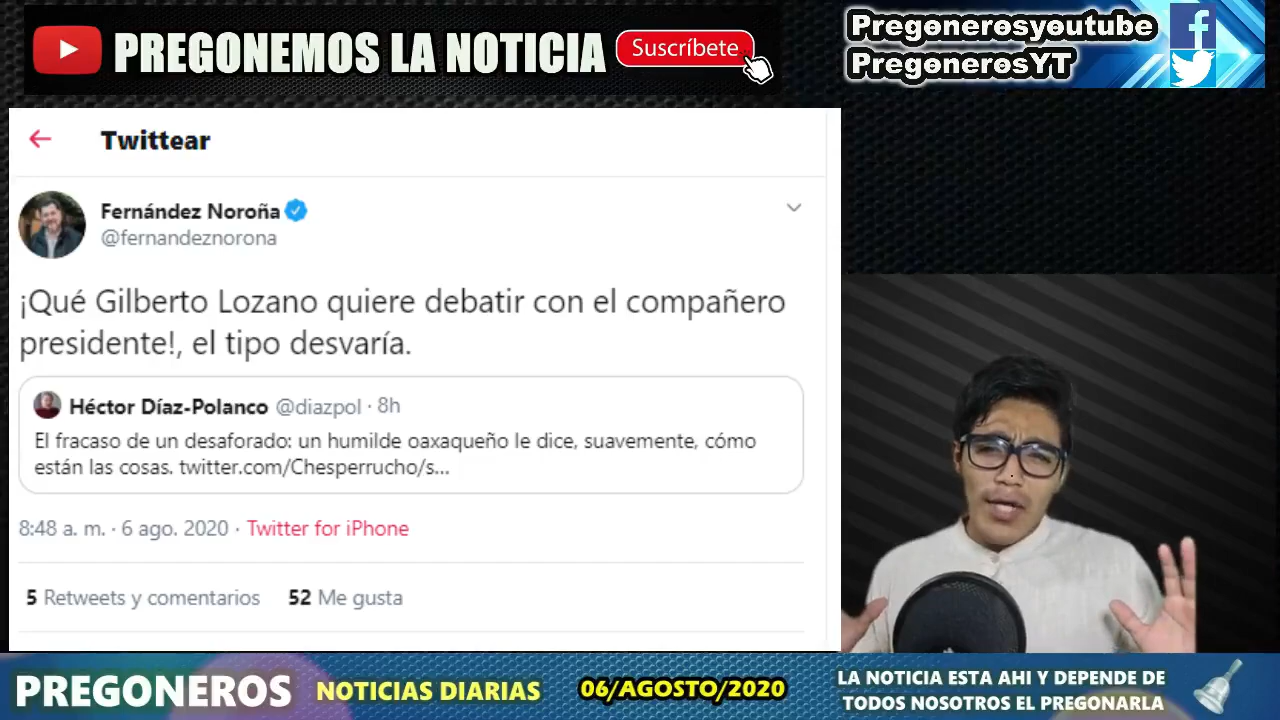 PREGONEMOS LA NOTICIA
Suscríbete
Pregonerosyoutube
PregonerosYT
Twittear
Fernández Noroña
@fernandeznorona
¡Qué Gilberto Lozano quiere debatir con el compañero
presidente!, el tipo desvaría.
Héctor Díaz-Polanco @diazpol · 8h
El fracaso de un desaforado: un humilde oaxaqueño le dice, suavemente, cómo
están las cosas. twitter.com/Chesperrucho/s...
8:48 a. m. · 6 ago. 2020 · Twitter for iPhone
5 Retweets y comentarios 52 Me gusta
PREGONEROS
NOTICIAS DIARIAS
06/AGOSTO/2020
LA NOTICIA ESTA AHI Y DEPENDE DE
TODOS NOSOTROS EL PREGONARLA